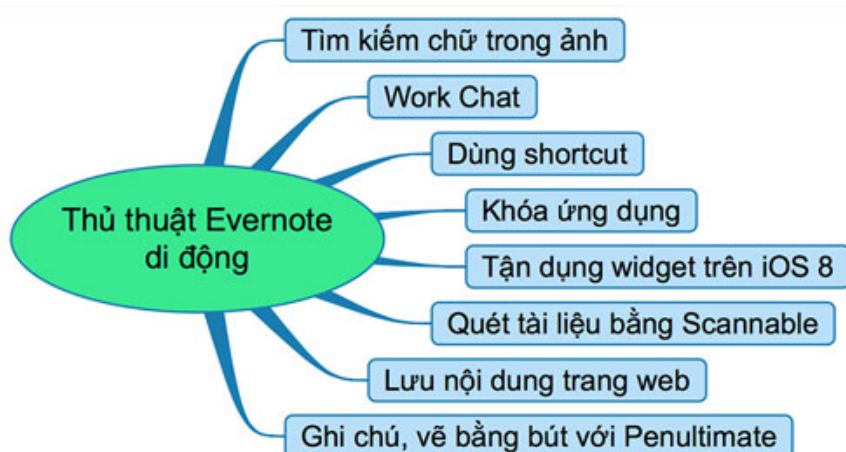 Tìm kiếm chữ trong ảnh
Work Chat
Dùng shortcut
Thủ thuật Evernote
di động
Khóa ứng dụng
Tận dụng widget trên iOS 8
Quét tài liệu bằng Scannable
Lưu nội dung trang web
Ghi chú, vẽ bằng bút với Penultimate